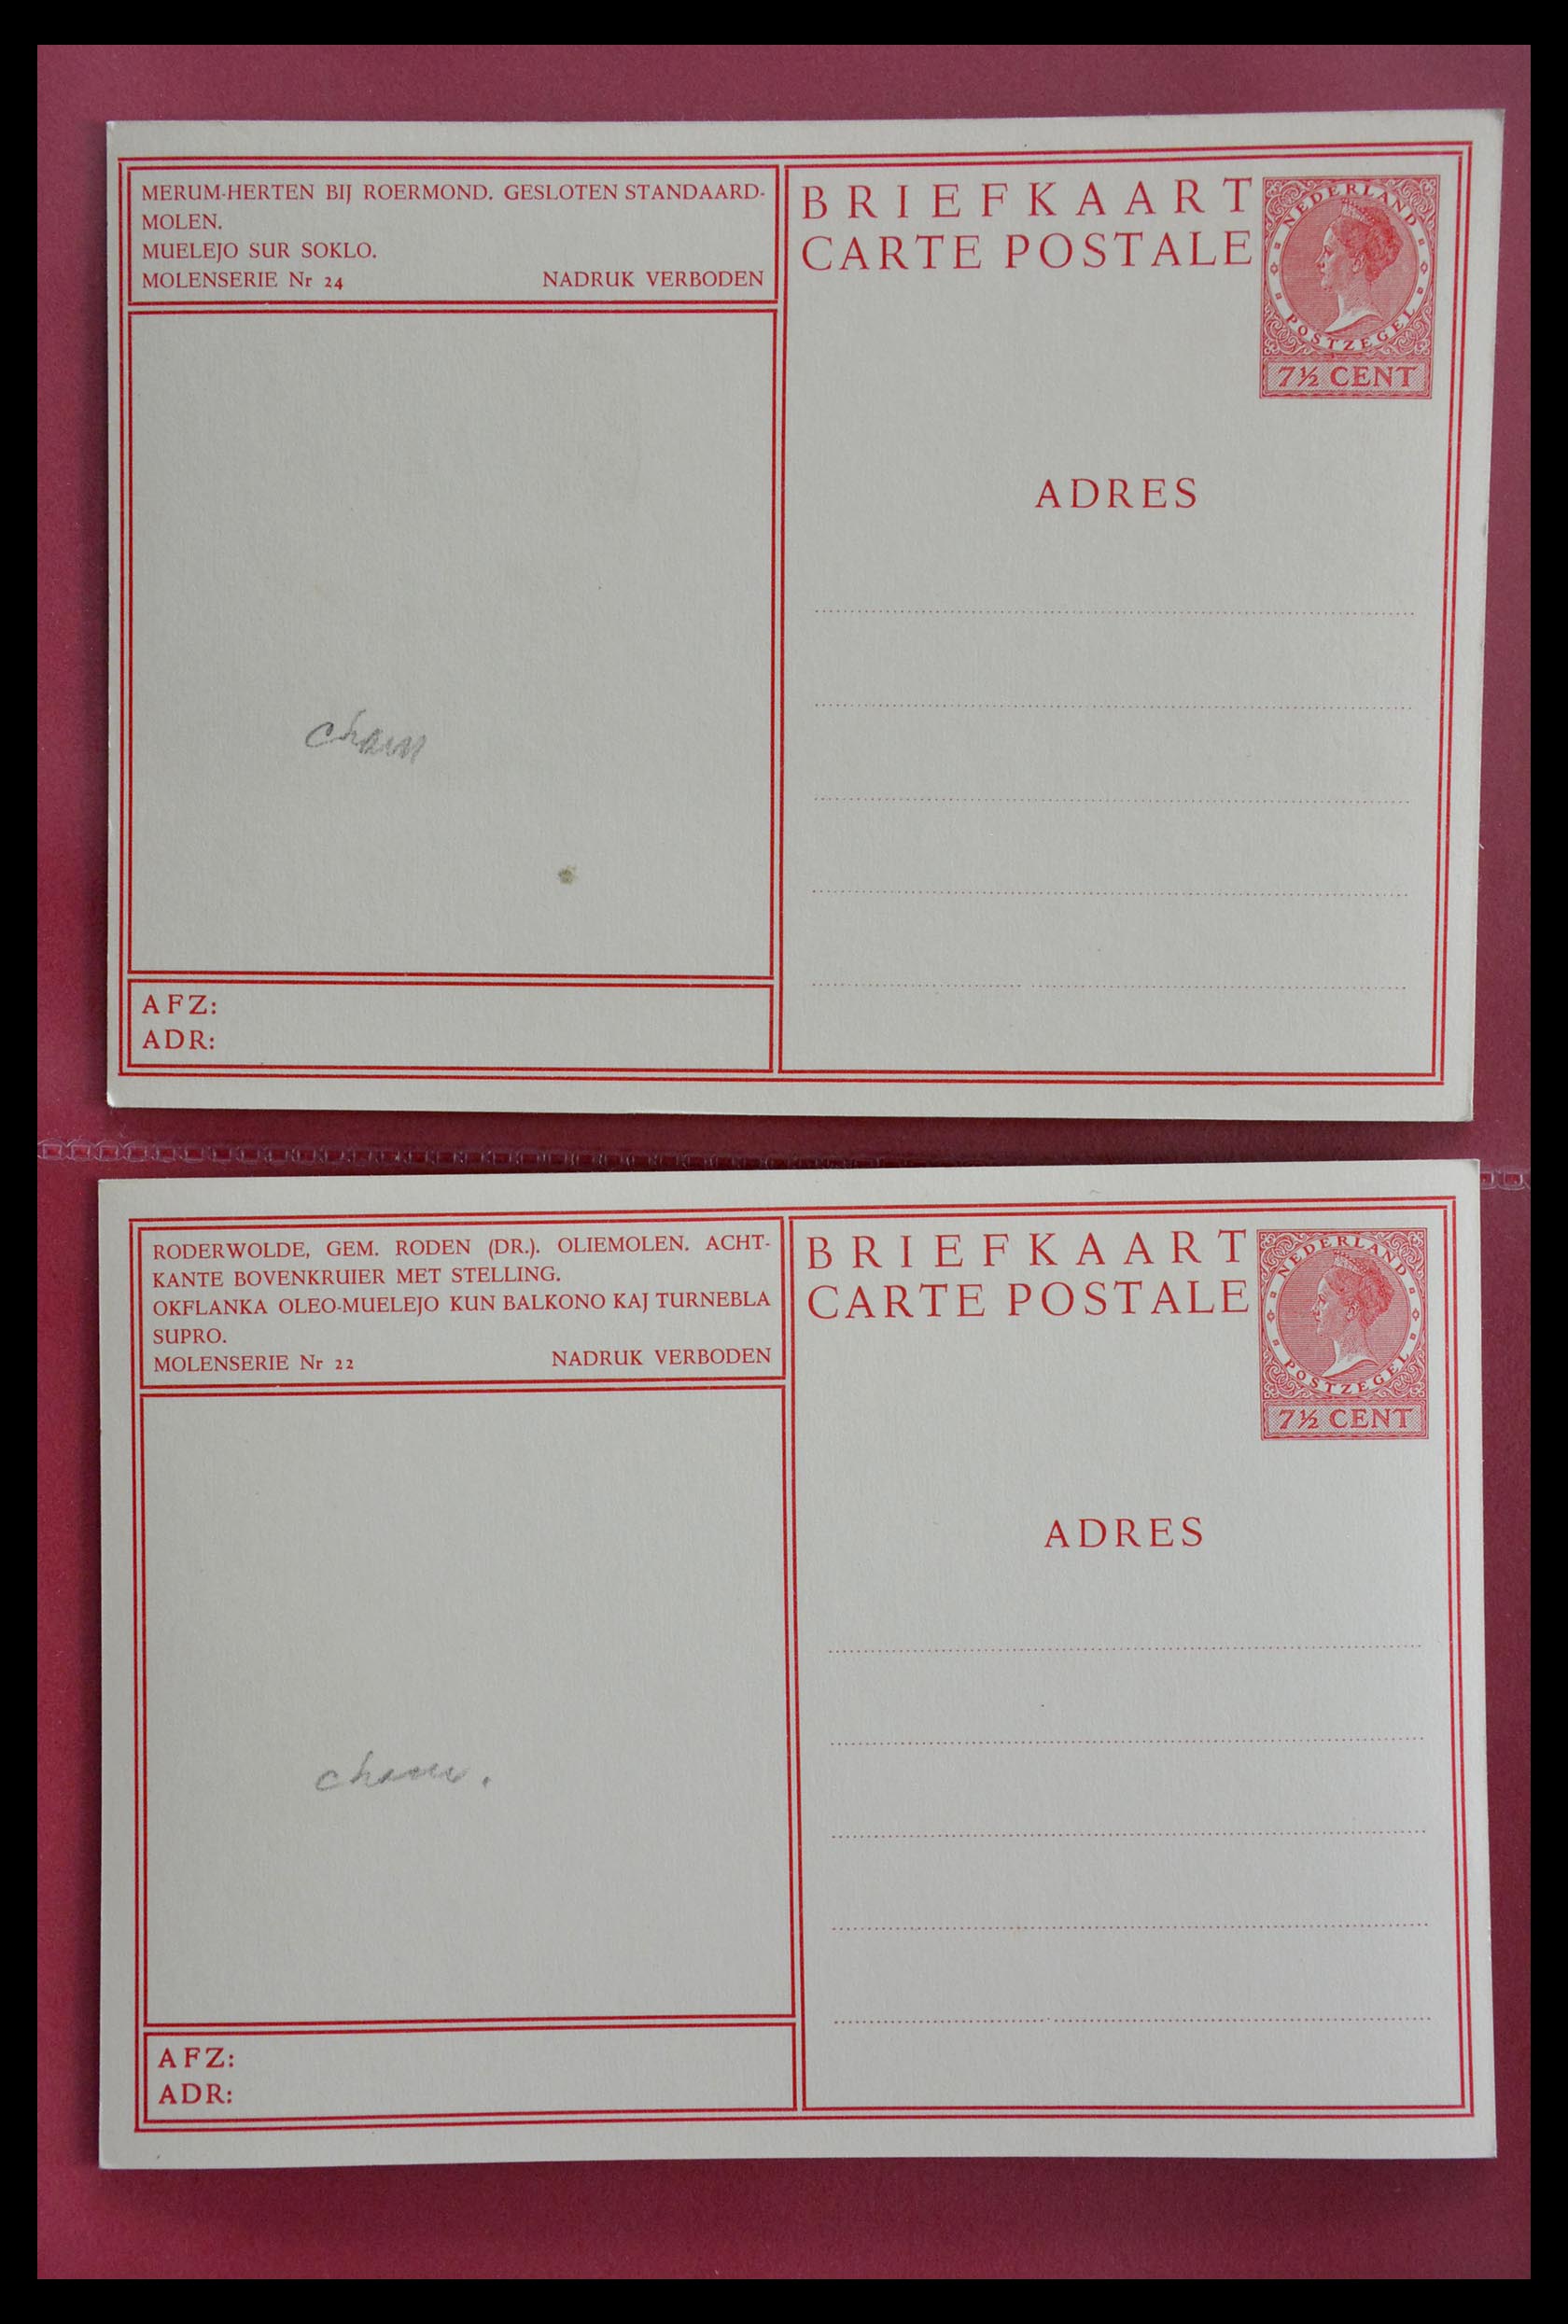 MERUM-HERTEN BIJ ROERMOND. GESLOTEN STANDAARD-
MOLEN.
MUELEJO SUR SOKLO.
MOLENSERIE Nr 24 NADRUK VERBODEN
BRIEFKAART
CARTE POSTALE
NEDERLAND
POSTZEGEL
7½ CENT
ADRES
AFZ:
ADR:
RODERWOLDE, GEM. RODEN (DR.). OLIEMOLEN. ACHT-
KANTE BOVENKRUIER MET STELLING.
OKFLANKA OLEO-MUELEJO KUN BALKONO KAJ TURNEBLA
SUPRO.
MOLENSERIE Nr 22 NADRUK VERBODEN
BRIEFKAART
CARTE POSTALE
NEDERLAND
POSTZEGEL
7½ CENT
ADRES
AFZ:
ADR: